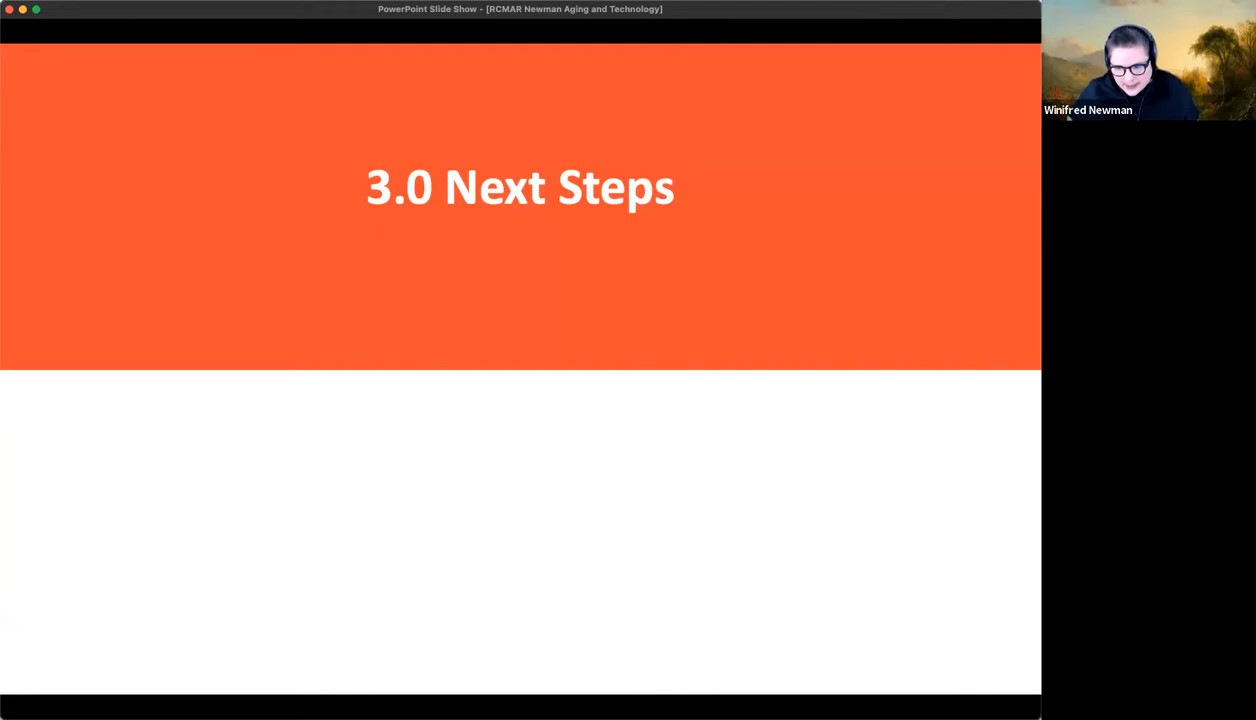 PowerPoint Slide Show - [RCMAR Newman Aging and Technology]
3.0 Next Steps
Winifred Newman